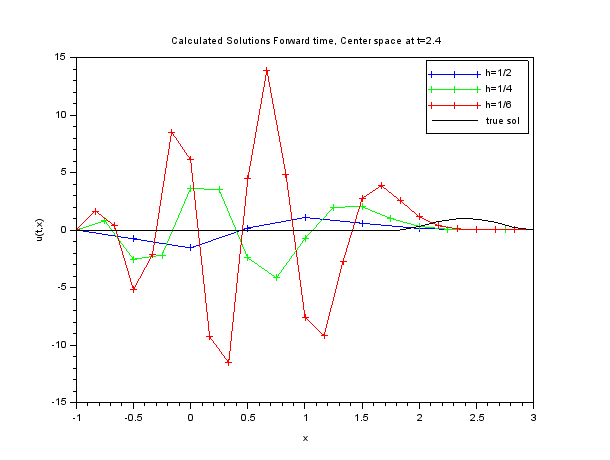 Calculated Solutions Forward time, Center space at t=2.4
15
10
5
0
-5
-10
-15
u(t,x)
-1 -0.5 0 0.5 1 1.5 2 2.5 3
x
h=1/2
h=1/4
h=1/6
true sol